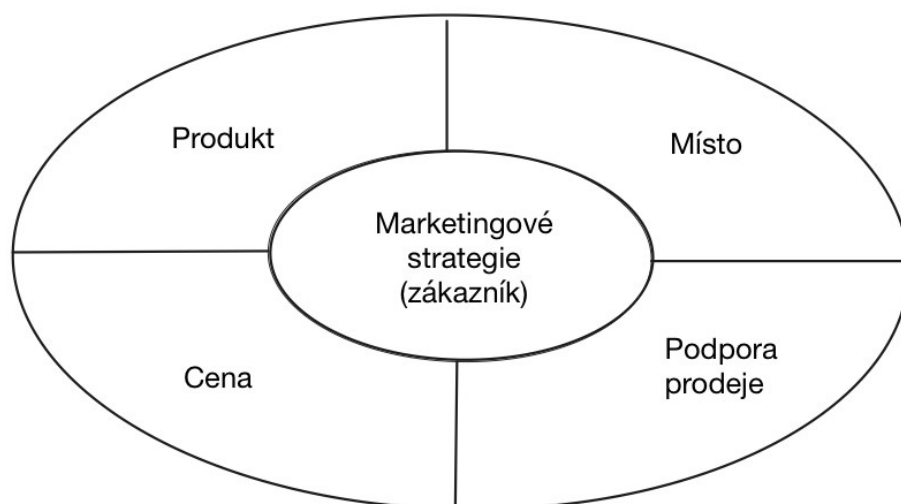 Produkt
Místo
Marketingové
strategie
(zákazník)
Cena
Podpora
prodeje